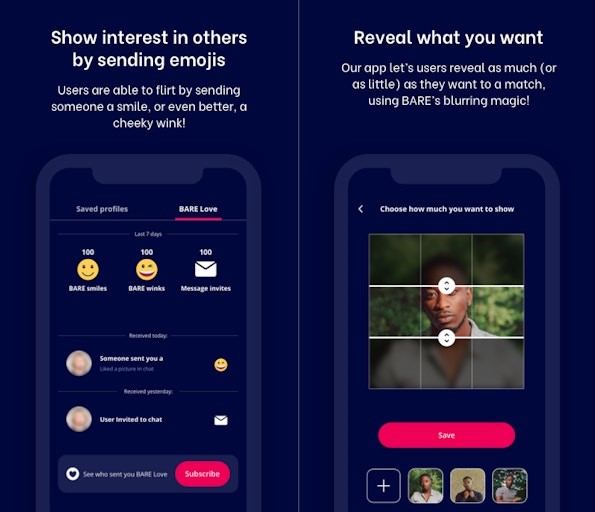 Show interest in others
by sending emojis
Users are able to flirt by sending
someone a smile, or even better, a
cheeky wink!
Saved profiles BARE Love
Last 7 days
100 100 100
BARE smiles BARE winks Message invites
Received today:
Someone sent you a
Liked a picture in chat
Received yesterday:
User Invited to chat
See who sent you BARE Love Subscribe
Reveal what you want
Our app let's users reveal as much (or
as little) as they want to a match,
using BARE's blurring magic!
Choose how much you want to show
Save